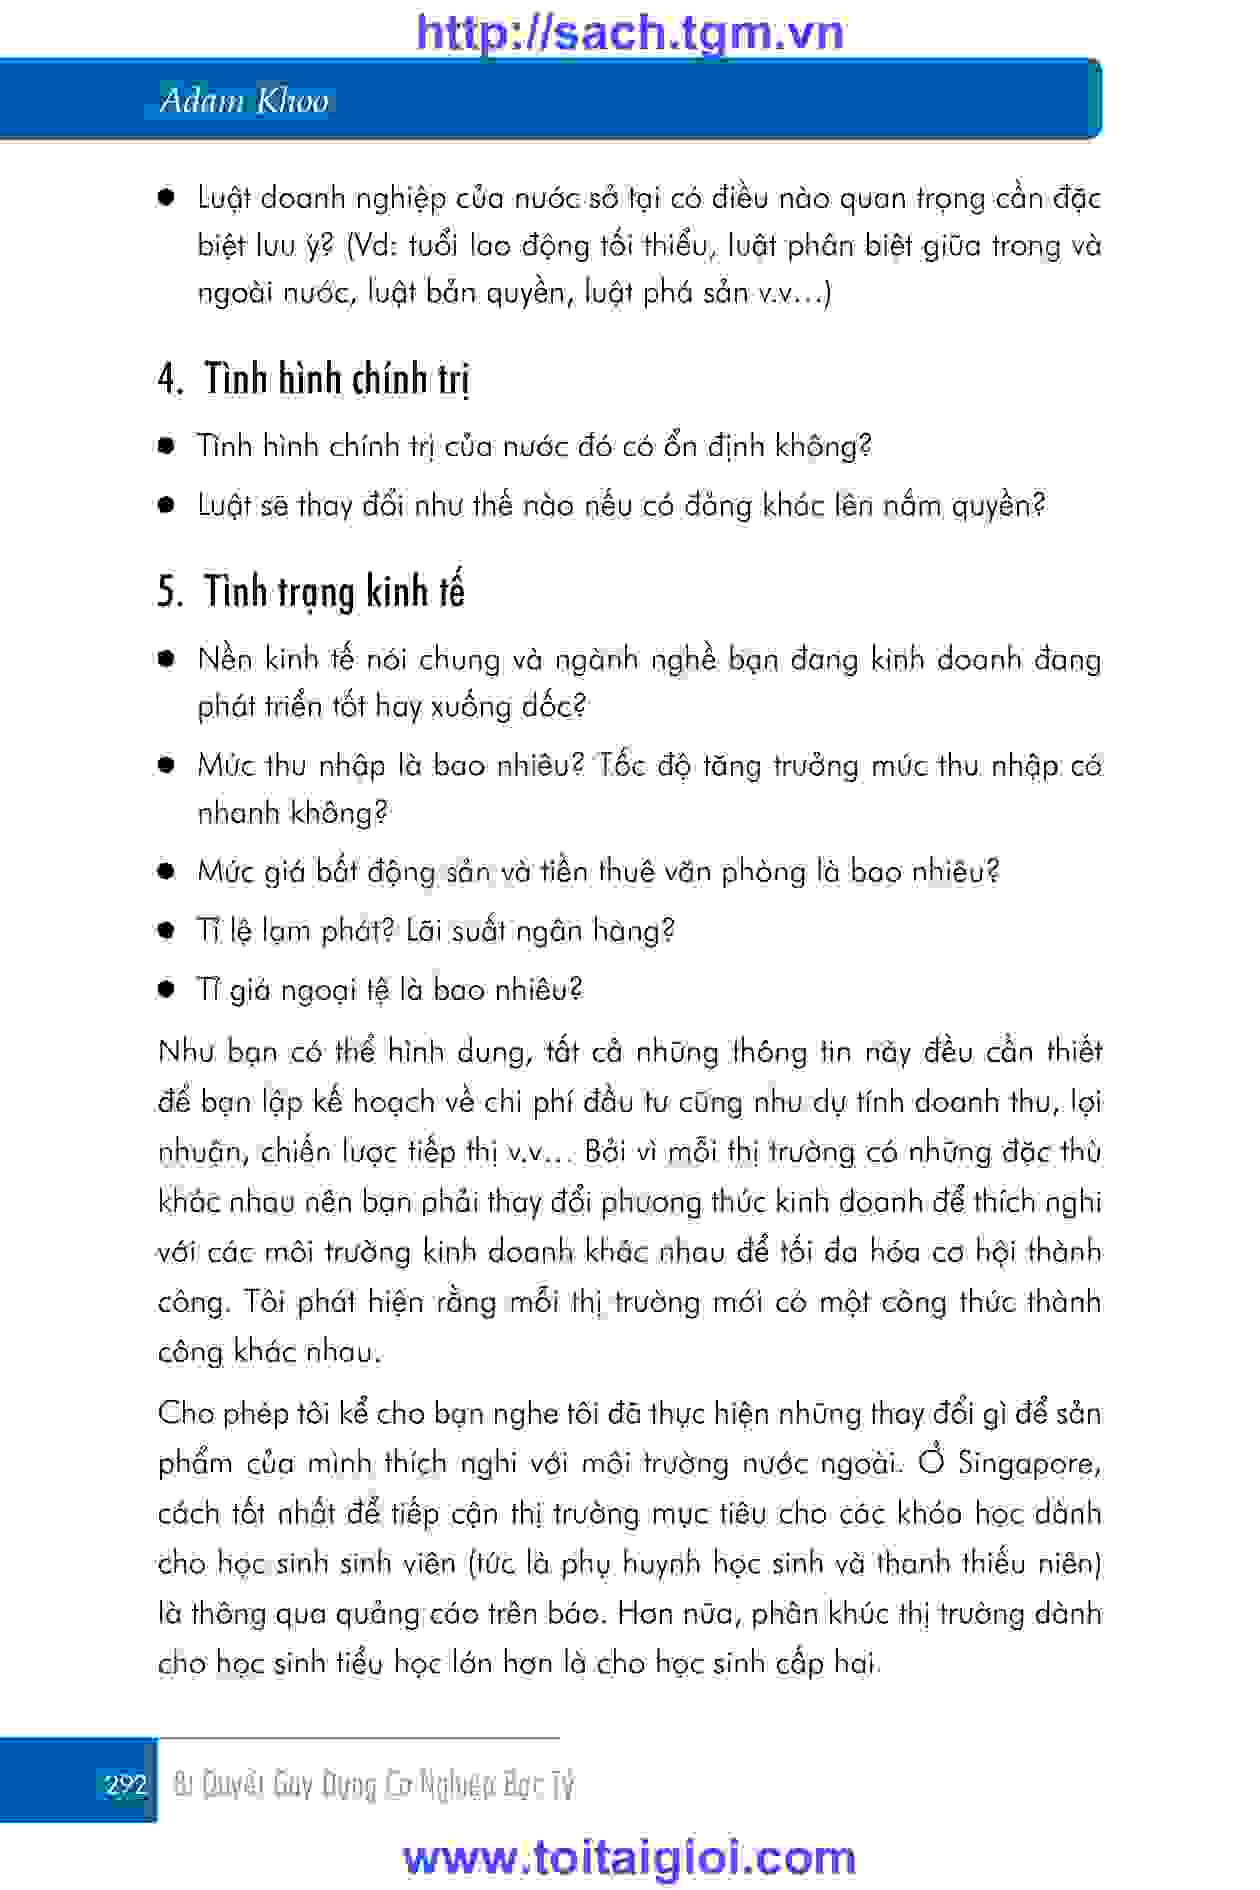 http://sach.tgm.vn
Adam Khoo
● Luật doanh nghiệp của nước sở tại có điều nào quan trọng cần đặc
biệt lưu ý? (Vd: tuổi lao động tối thiểu, luật phân biệt giữa trong và
ngoài nước, luật bản quyền, luật phá sản v.v…)
4. Tình hình chính trị
● Tình hình chính trị của nước đó có ổn định không?
● Luật sẽ thay đổi như thế nào nếu có đảng khác lên nắm quyền?
5. Tình trạng kinh tế
● Nền kinh tế nói chung và ngành nghề bạn đang kinh doanh đang
phát triển tốt hay xuống dốc?
● Mức thu nhập là bao nhiêu? Tốc độ tăng trưởng mức thu nhập có
nhanh không?
● Mức giá bất động sản và tiền thuê văn phòng là bao nhiêu?
● Tỉ lệ lạm phát? Lãi suất ngân hàng?
● Tỉ giá ngoại tệ là bao nhiêu?
Như bạn có thể hình dung, tất cả những thông tin này đều cần thiết
để bạn lập kế hoạch về chi phí đầu tư cũng như dự tính doanh thu, lợi
nhuận, chiến lược tiếp thị v.v… Bởi vì mỗi thị trường có những đặc thù
khác nhau nên bạn phải thay đổi phương thức kinh doanh để thích nghi
với các môi trường kinh doanh khác nhau để tối đa hóa cơ hội thành
công. Tôi phát hiện rằng mỗi thị trường mới có một công thức thành
công khác nhau.
Cho phép tôi kể cho bạn nghe tôi đã thực hiện những thay đổi gì để sản
phẩm của mình thích nghi với môi trường nước ngoài. Ở Singapore,
cách tốt nhất để tiếp cận thị trường mục tiêu cho các khóa học dành
cho học sinh sinh viên (tức là phụ huynh học sinh và thanh thiếu niên)
là thông qua quảng cáo trên báo. Hơn nữa, phân khúc thị trường dành
cho học sinh tiểu học lớn hơn là cho học sinh cấp hai.
292 Bí Quyết Gây Dựng Cơ Nghiệp Bạc Tỷ
www.toitaigioi.com